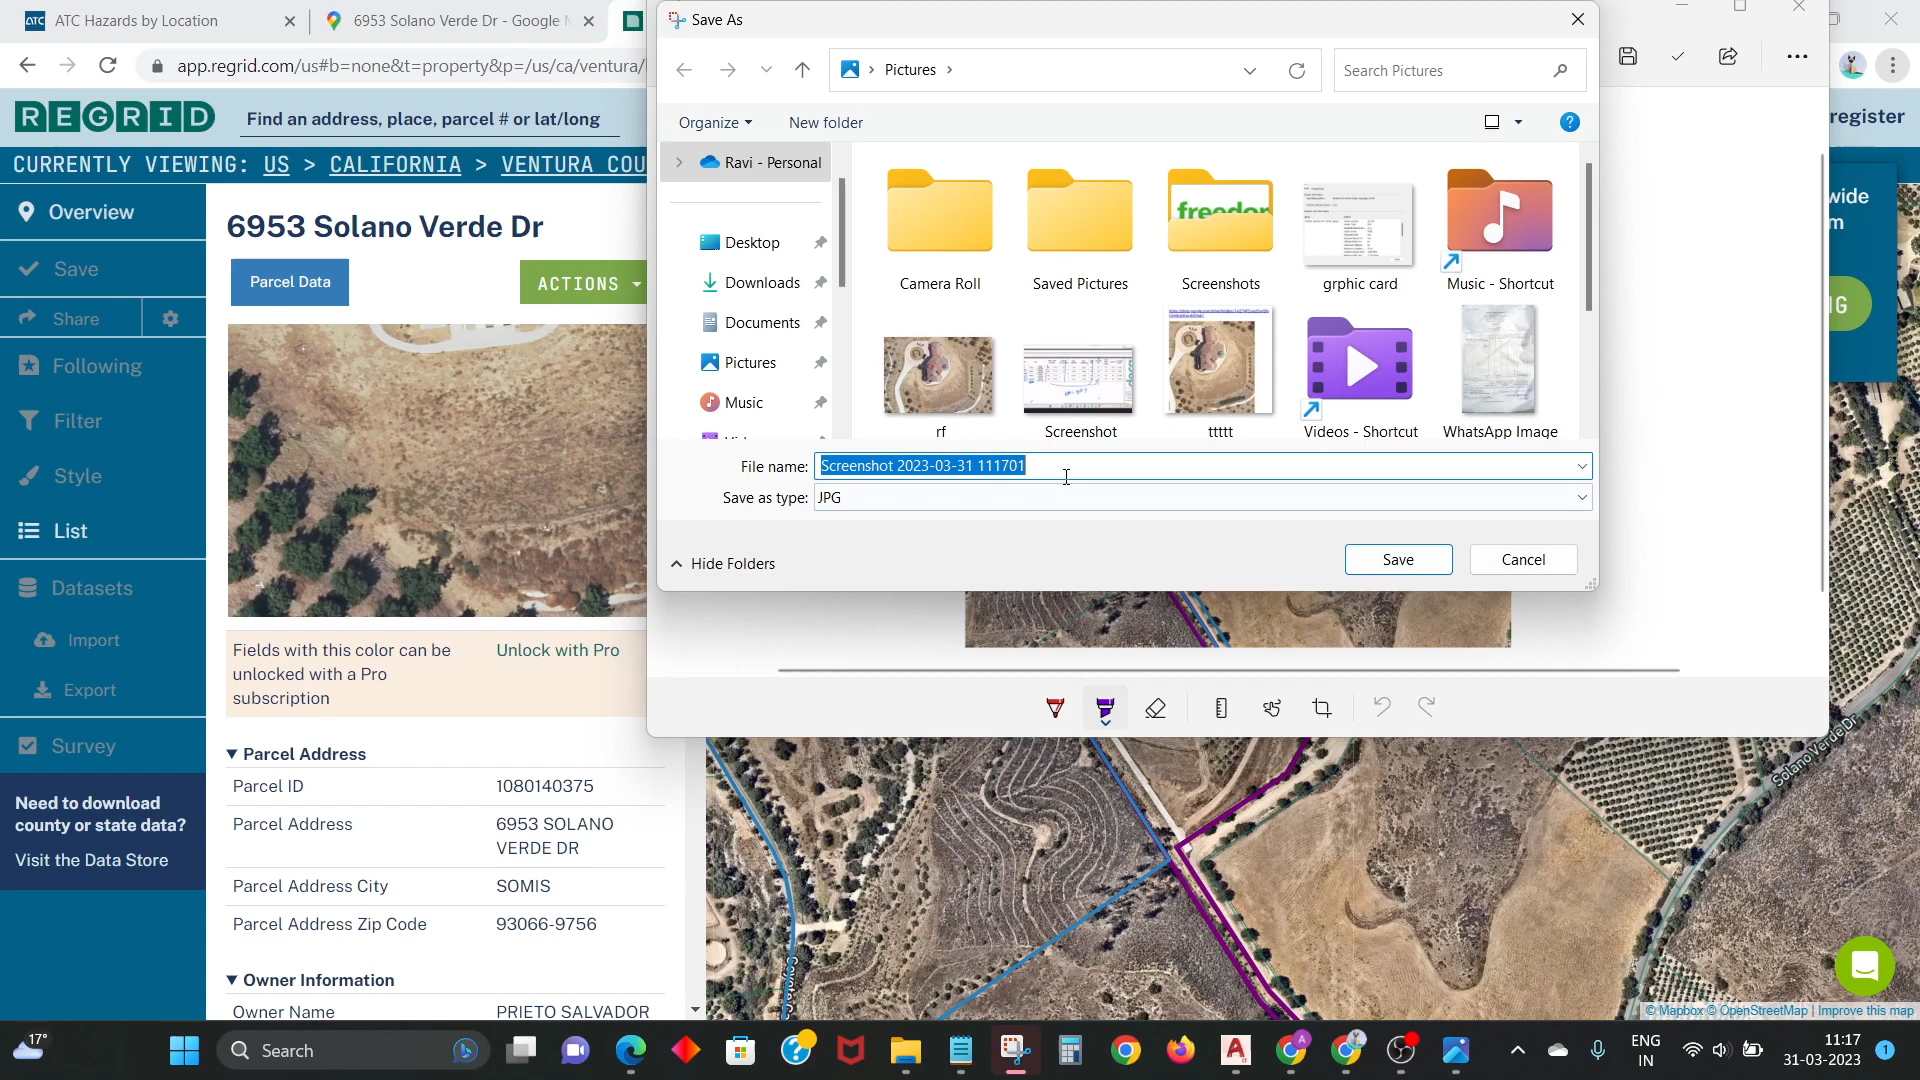 ATC Hazards by Location
6953 Solano Verde Dr - Google
app.regrid.com/us#b=none&t=property&p=/us/ca/ventura/
REGRID
Find an address, place, parcel # or lat/long
register
CURRENTLY VIEWING: US > CALIFORNIA > VENTURA COU
Overview
Save
Share
Following
Filter
Style
List
Datasets
Import
Export
Survey
Need to download
county or state data?
Visit the Data Store
6953 Solano Verde Dr
Parcel Data
ACTIONS
Fields with this color can be
unlocked with a Pro
subscription
Unlock with Pro
Parcel Address
Parcel ID 1080140375
Parcel Address 6953 SOLANO
VERDE DR
Parcel Address City SOMIS
Parcel Address Zip Code 93066-9756
Owner Information
Owner Name PRIETO SALVADOR
Save As
Pictures
Search Pictures
Organize
New folder
Ravi - Personal
Desktop
Downloads
Documents
Pictures
Music
freedor
Camera Roll
Saved Pictures
Screenshots
grphic card
Music - Shortcut
rf
Screenshot
ttttt
Videos - Shortcut
WhatsApp Image
File name: Screenshot 2023-03-31 111701
Save as type: JPG
Hide Folders
Save
Cancel
wide
m
G
Solano Verde Dr
© Mapbox © OpenStreetMap | Improve this map
17°
Search
ENG
IN
11:17
31-03-2023
1